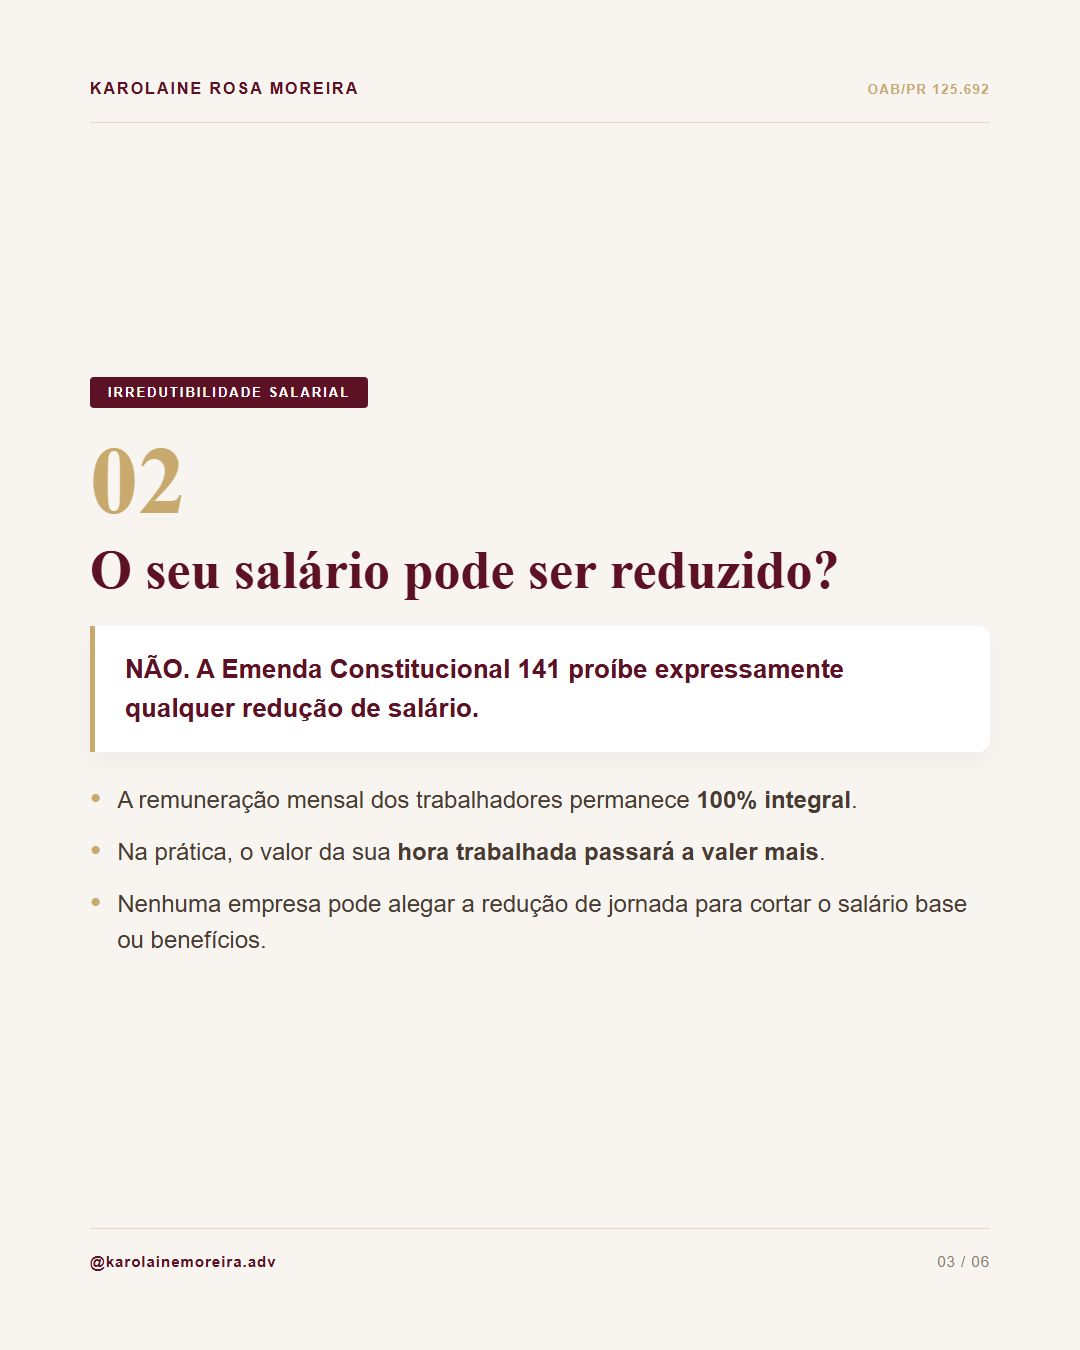 KAROLAINE ROSA MOREIRA
OAB/PR 125.692
IRREDUTIBILIDADE SALARIAL
02
O seu salário pode ser reduzido?
NÃO. A Emenda Constitucional 141 proíbe expressamente
qualquer redução de salário.
• A remuneração mensal dos trabalhadores permanece 100% integral.
• Na prática, o valor da sua hora trabalhada passará a valer mais.
• Nenhuma empresa pode alegar a redução de jornada para cortar o salário base
ou benefícios.
@karolainemoreira.adv
03 / 06